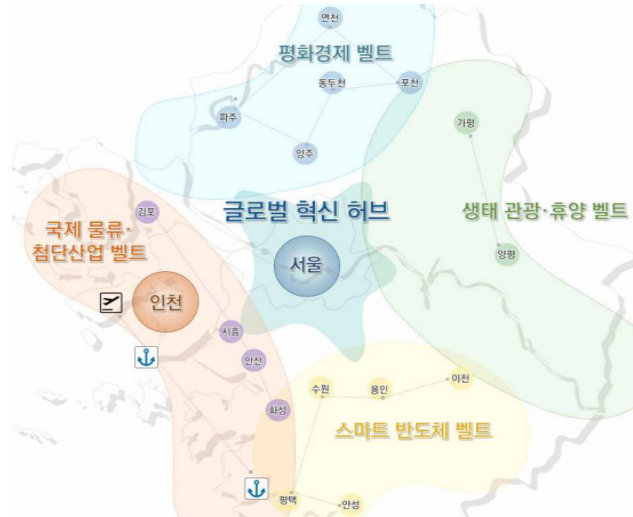 연천
평화경제 벨트
동두천
포천
파주
양주
가평
김포
글로벌 혁신 허브
생태 관광·휴양 벨트
국제 물류·
첨단산업 벨트
서울
양평
인천
시흥
안산
수원
용인
이천
화성
스마트 반도체 벨트
평택
안성